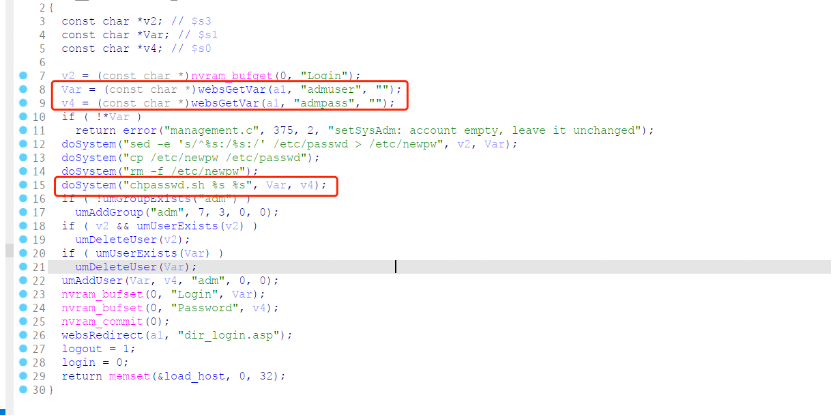 2 {
3 const char *v2; // $s3
4 const char *Var; // $s1
5 const char *v4; // $s0
6
7 v2 = (const char *)nvram_bufget(0, "Login");
8 Var = (const char *)websGetVar(a1, "admuser", "");
9 v4 = (const char *)websGetVar(a1, "admpass", "");
10 if ( !*Var )
11 return error("management.c", 375, 2, "setSysAdm: account empty, leave it unchanged");
12 doSystem("sed -e 's/^%s:/%s:/' /etc/passwd > /etc/newpw", v2, Var);
13 doSystem("cp /etc/newpw /etc/passwd");
14 doSystem("rm -f /etc/newpw");
15 doSystem("chpasswd.sh %s %s", Var, v4);
16 if ( !umGroupExists("adm") )
17 umAddGroup("adm", 7, 3, 0, 0);
18 if ( v2 && umUserExists(v2) )
19 umDeleteUser(v2);
20 if ( umUserExists(Var) )
21 umDeleteUser(Var);
22 umAddUser(Var, v4, "adm", 0, 0);
23 nvram_bufset(0, "Login", Var);
24 nvram_bufset(0, "Password", v4);
25 nvram_commit(0);
26 websRedirect(a1, "dir_login.asp");
27 logout = 1;
28 login = 0;
29 return memset(&load_host, 0, 32);
30 }